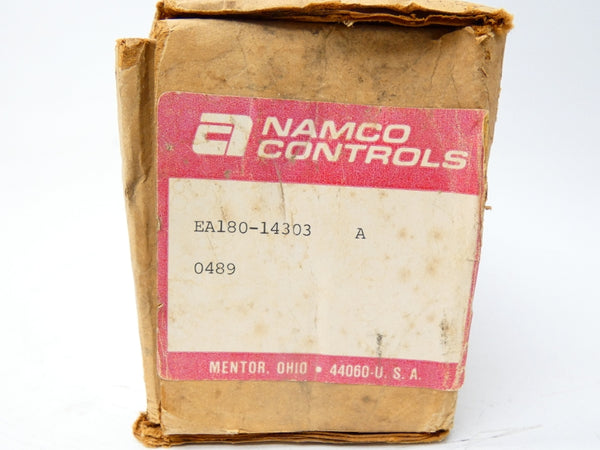 NAMCO
CONTROLS
EA180-14303 A
0489
MENTOR, OHIO • 44060-U.S.A.